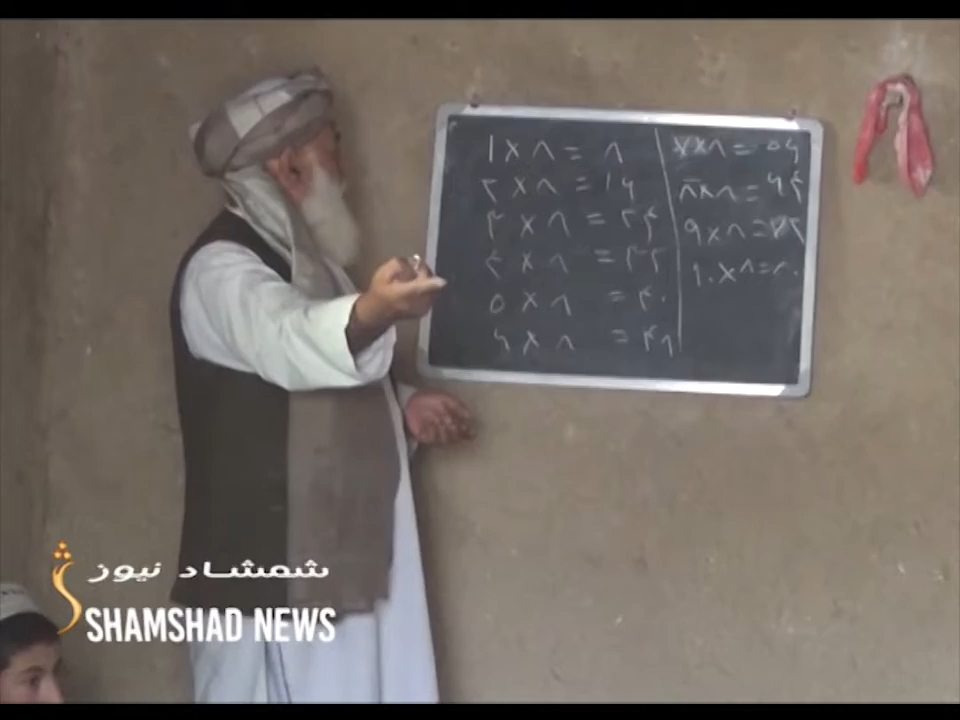 ۱ × ۸ = ۸
۲ × ۸ = ۱۶
۳ × ۸ = ۲۴
۴ × ۸ = ۳۲
۵ × ۸ = ۴۰
۶ × ۸ = ۴۸
۷ × ۸ = ۵۶
۸ × ۸ = ۶۴
۹ × ۸ = ۷۲
۱۰ × ۸ = ۸۰
شمشاد نیوز
SHAMSHAD NEWS